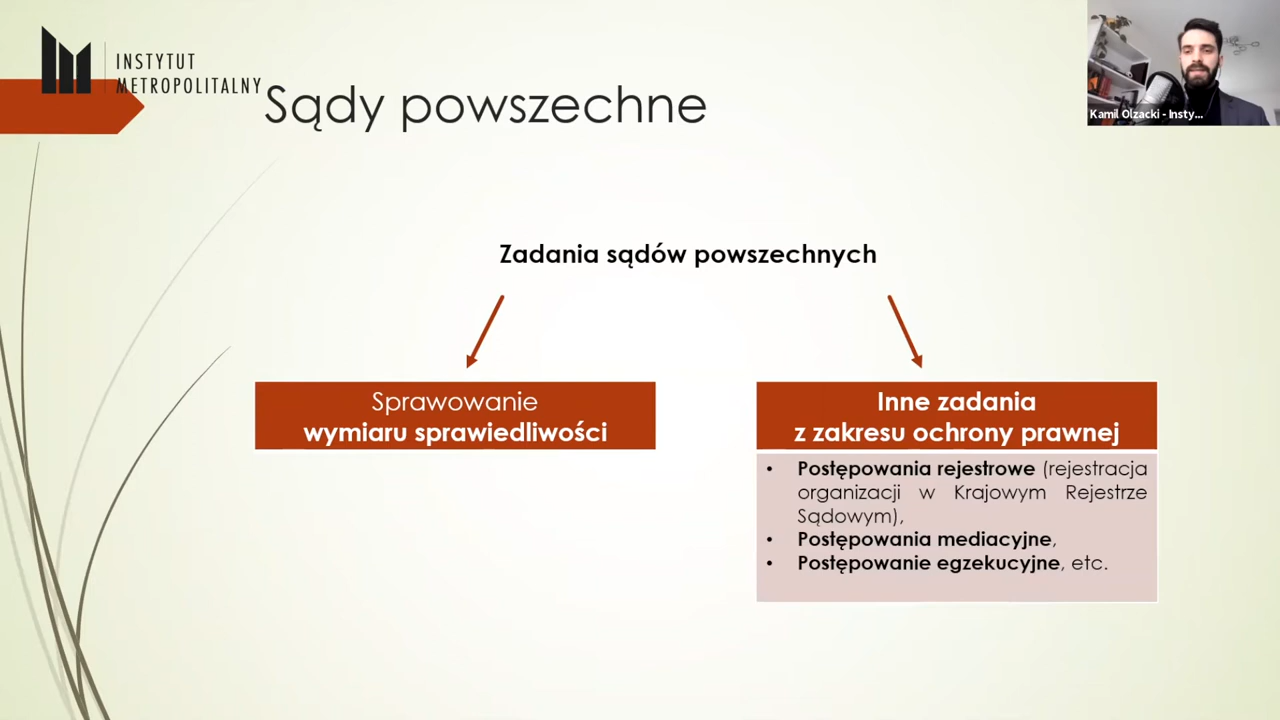 INSTYTUT
METROPOLITALNY
Sądy powszechne
Kamil Olzacki - Insty...
Zadania sądów powszechnych
Sprawowanie
wymiaru sprawiedliwości
Inne zadania
z zakresu ochrony prawnej
• Postępowania rejestrowe (rejestracja
organizacji w Krajowym Rejestrze
Sądowym),
• Postępowania mediacyjne,
• Postępowanie egzekucyjne, etc.